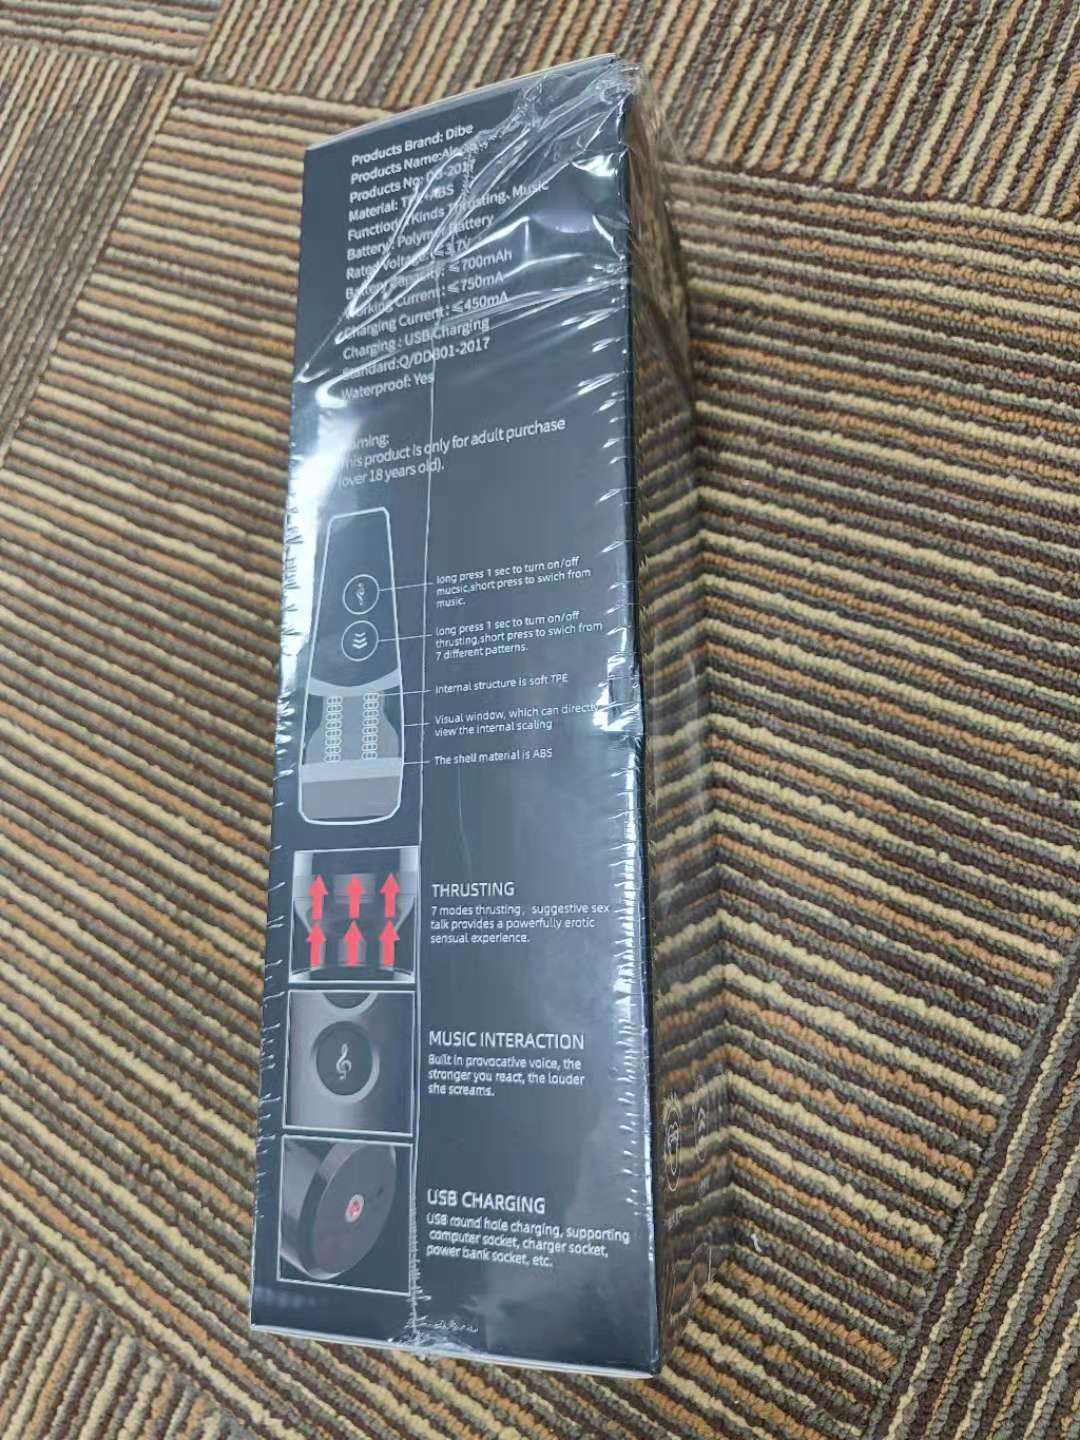 Products Brand: Dibe
Products Name:
Products No:
Material:
Function: Kinds Thrusting、Music
Battery: Polymer Battery
Rated Voltage: ≤3.7V
Battery Capacity: ≤700mAh
Working Current: ≤750mA
Charging Current: ≤450mA
Charging: USB Charging
Standard:Q/DDB01-2017
Waterproof: Yes
This product is only for adult purchase
(over 18 years old).
long press 1 sec to turn on/off
mucsic,short press to swich from
music.
long press 1 sec to turn on/off
thrusting,short press to swich from
7 different patterns.
Internal structure is soft TPE
Visual window, which can directly
view the internal scaling
The shell material is ABS
THRUSTING
7 modes thrusting, suggestive sex
talk provides a powerfully erotic
sensual experience.
MUSIC INTERACTION
Built in provocative voice, the
stronger you react, the louder
she screams.
USB CHARGING
USB round hole charging, supporting
computer socket, charger socket,
power bank socket, etc.